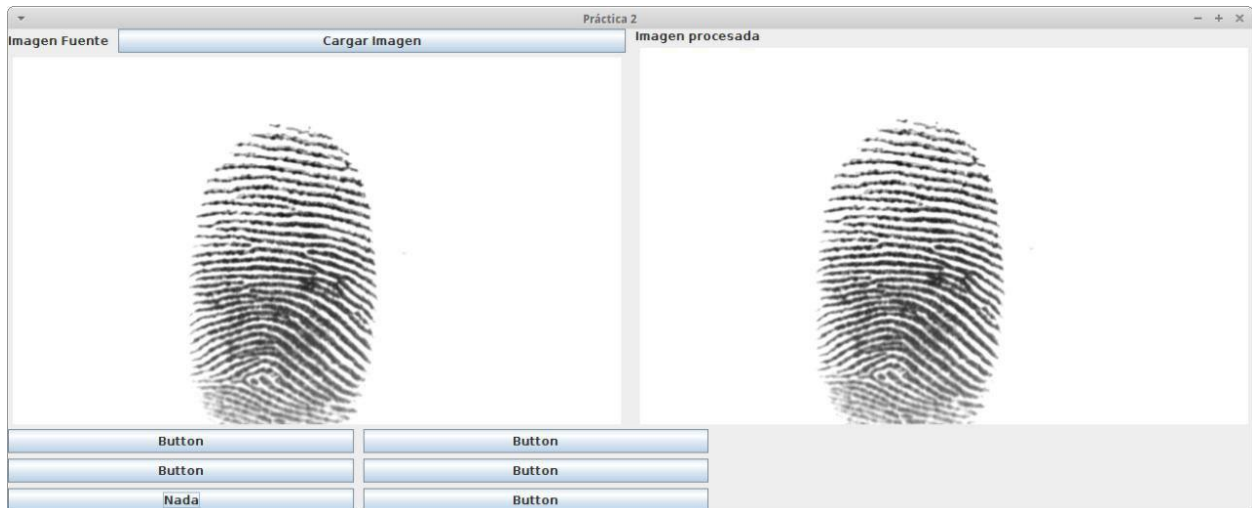 Práctica 2
Imagen Fuente Cargar Imagen Imagen procesada
Button Button
Button Button
Nada Button